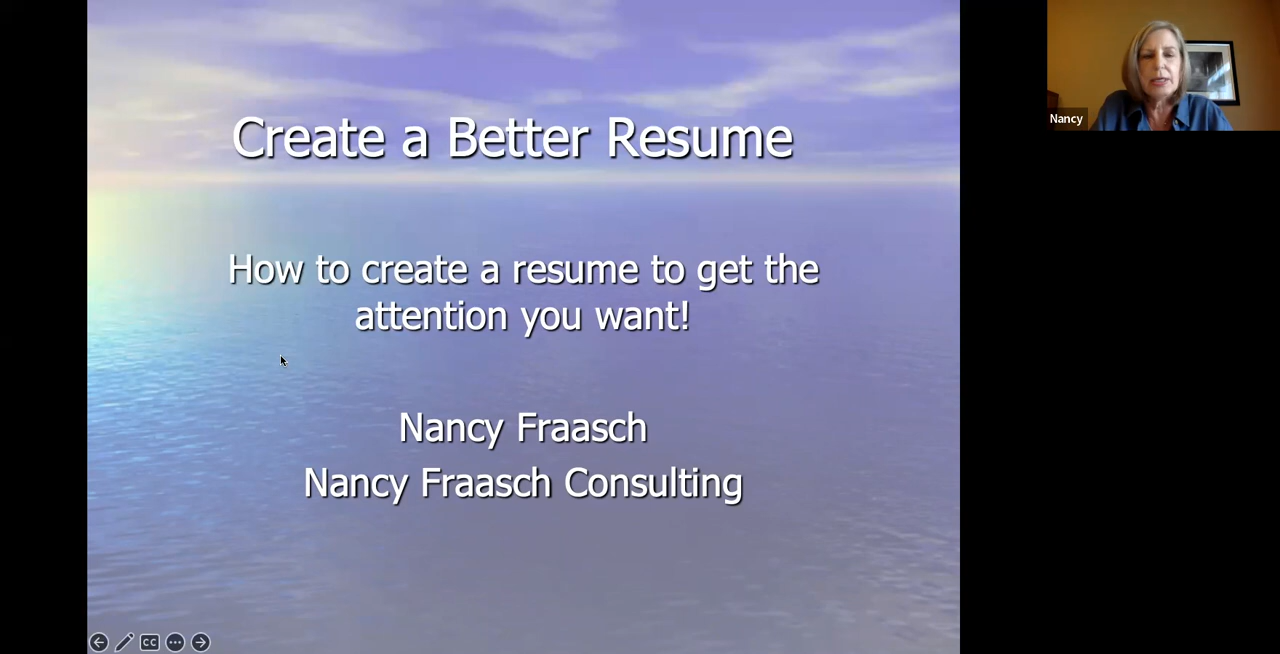 Create a Better Resume
How to create a resume to get the
attention you want!
Nancy Fraasch
Nancy Fraasch Consulting
Nancy
CC